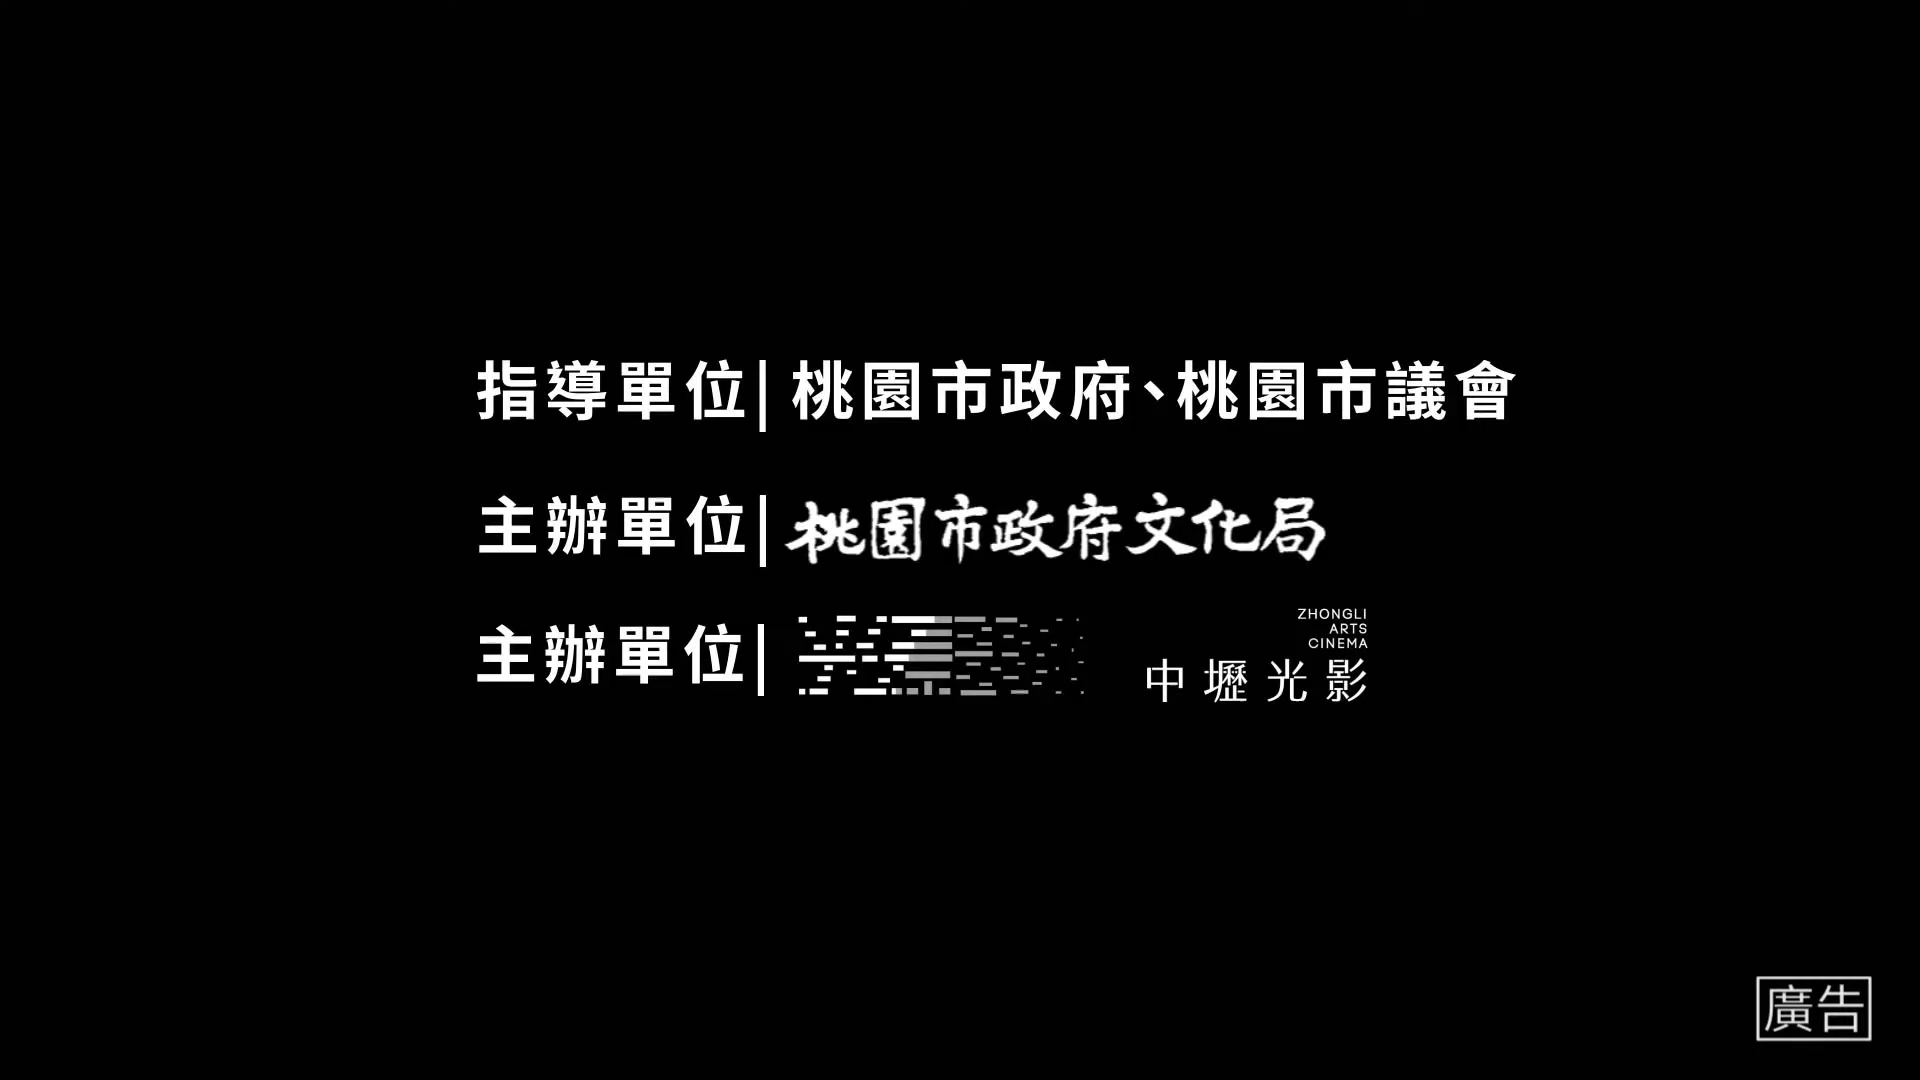 指導單位|桃園市政府、桃園市議會
主辦單位|桃園市政府文化局
主辦單位|
ZHONGLI
ARTS
CINEMA
中壢光影
廣告